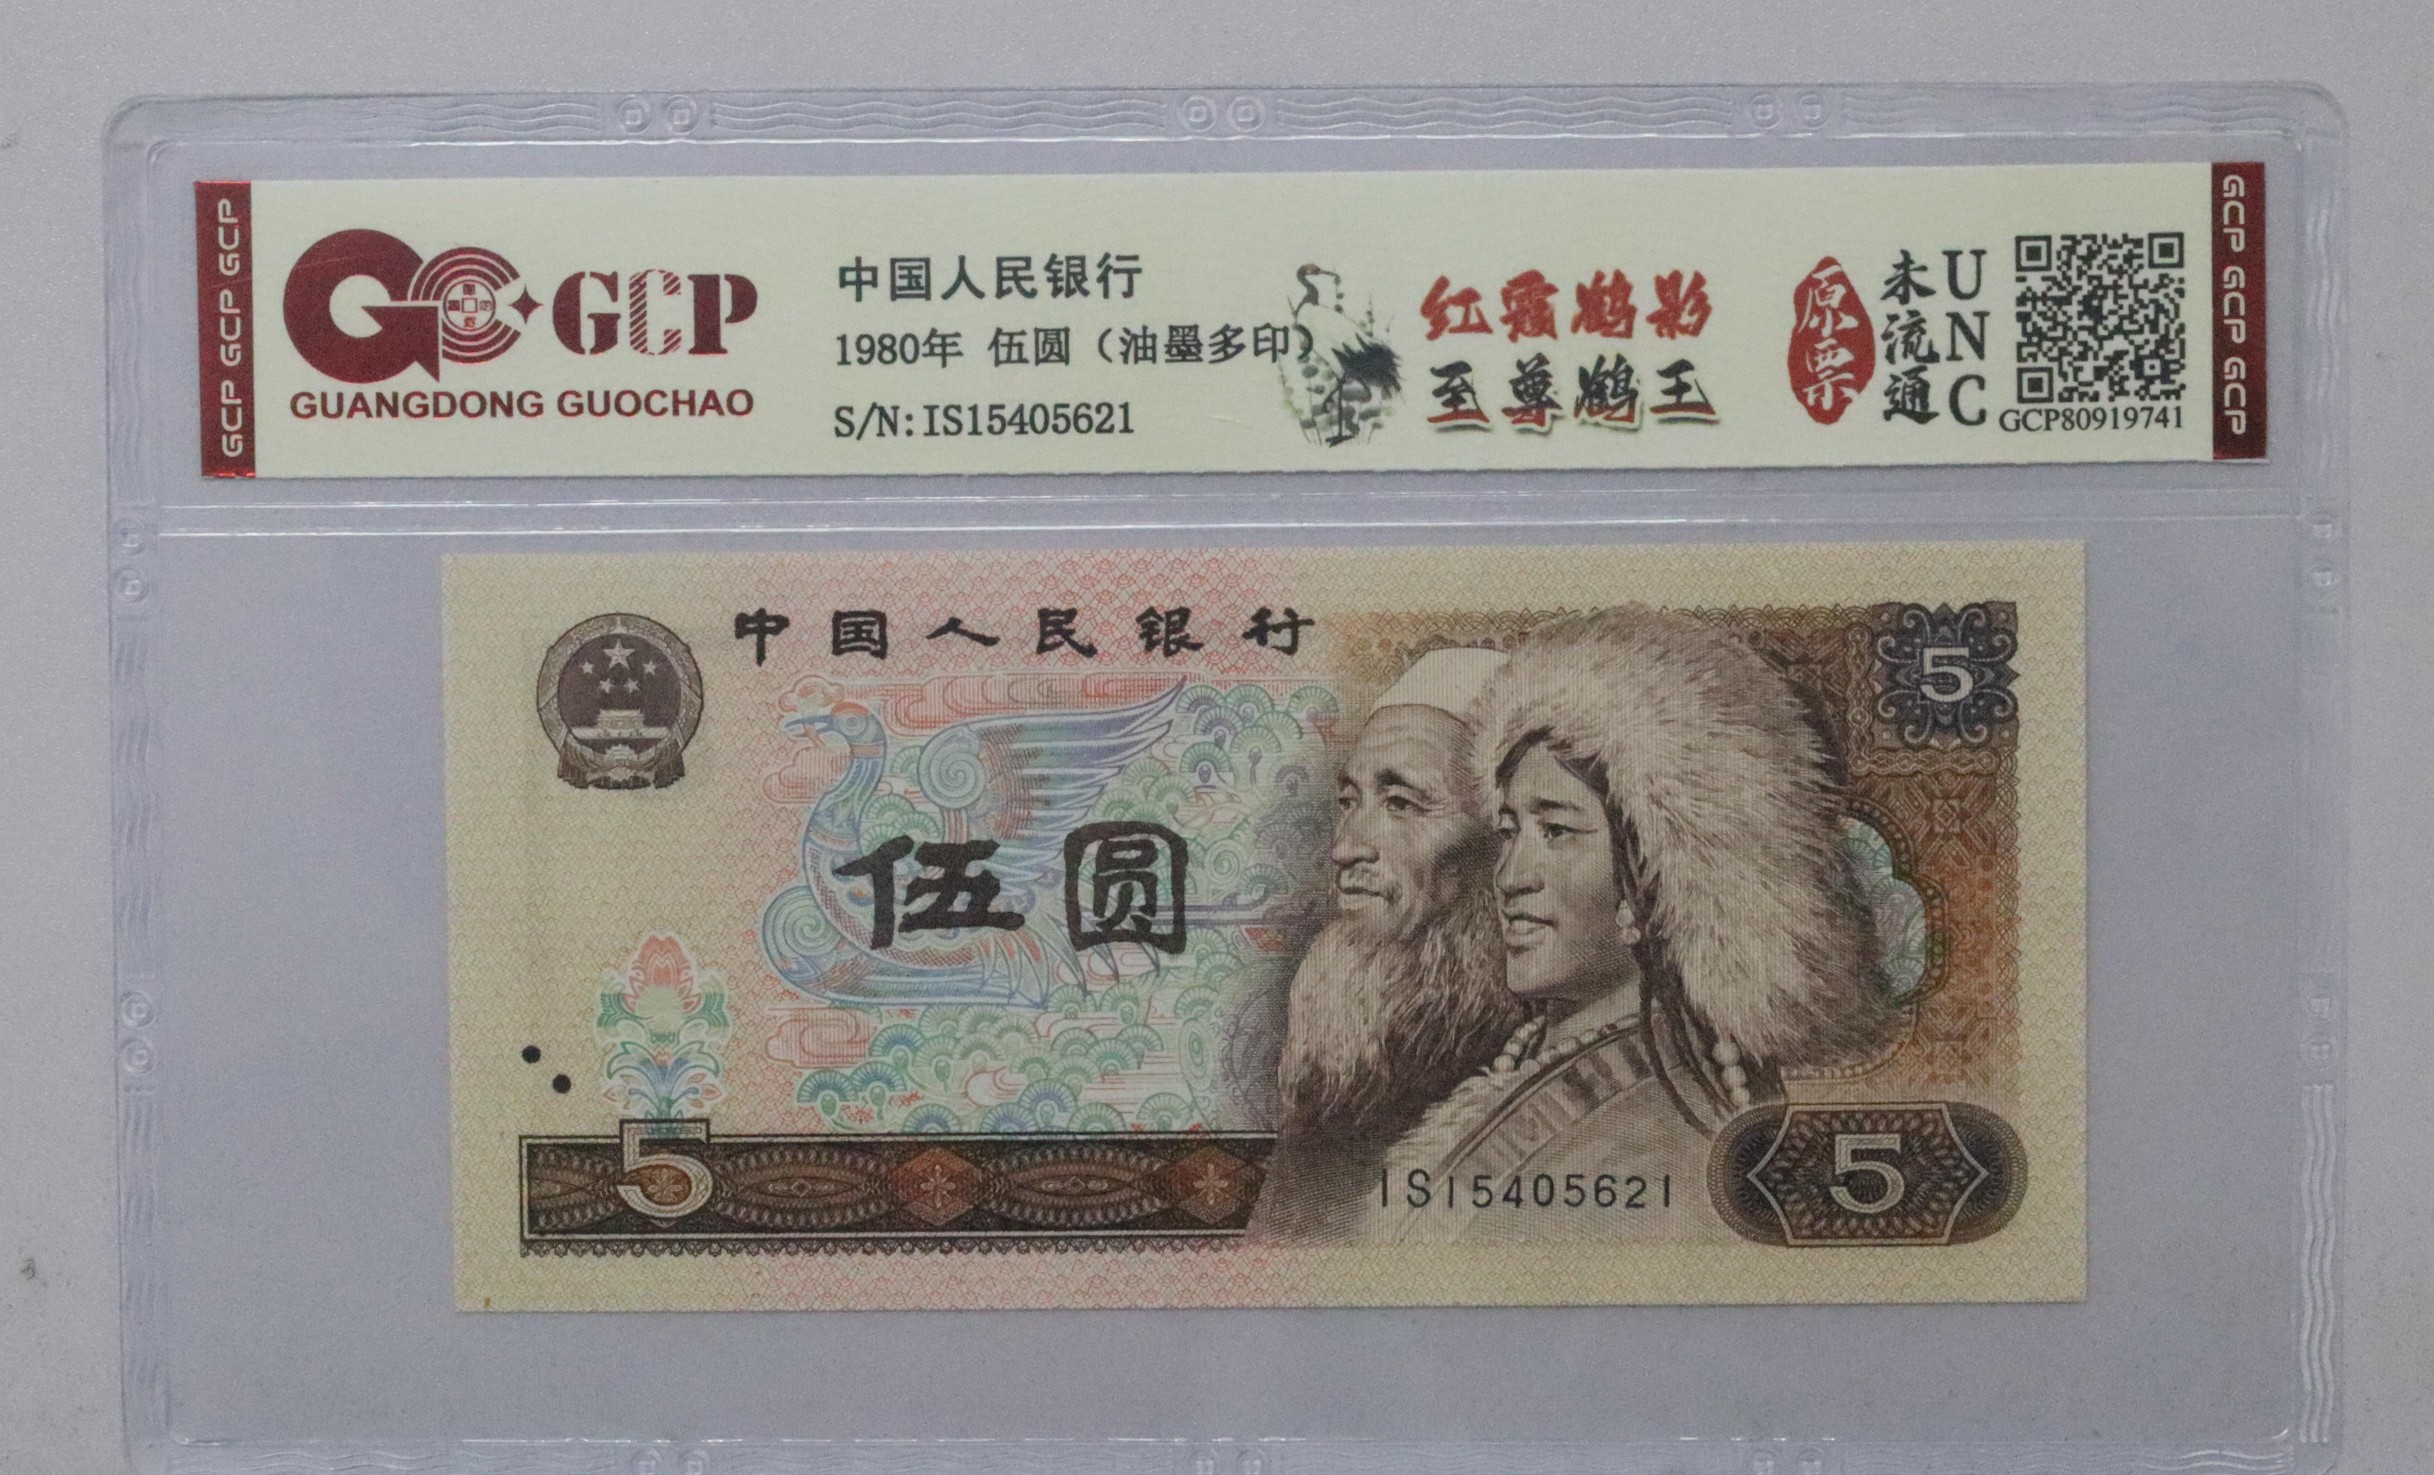 GCP GCP GCP
GCP
GUANGDONG GUOCHAO
中国人民银行
1980年 伍圆（油墨多印）
S/N:IS15405621
红霞鹤影
至尊鹤王
原票
未流通
UNC
GCP80919741
GCP GCP GCP
中国人民银行
5
伍圆
5
IS15405621
5